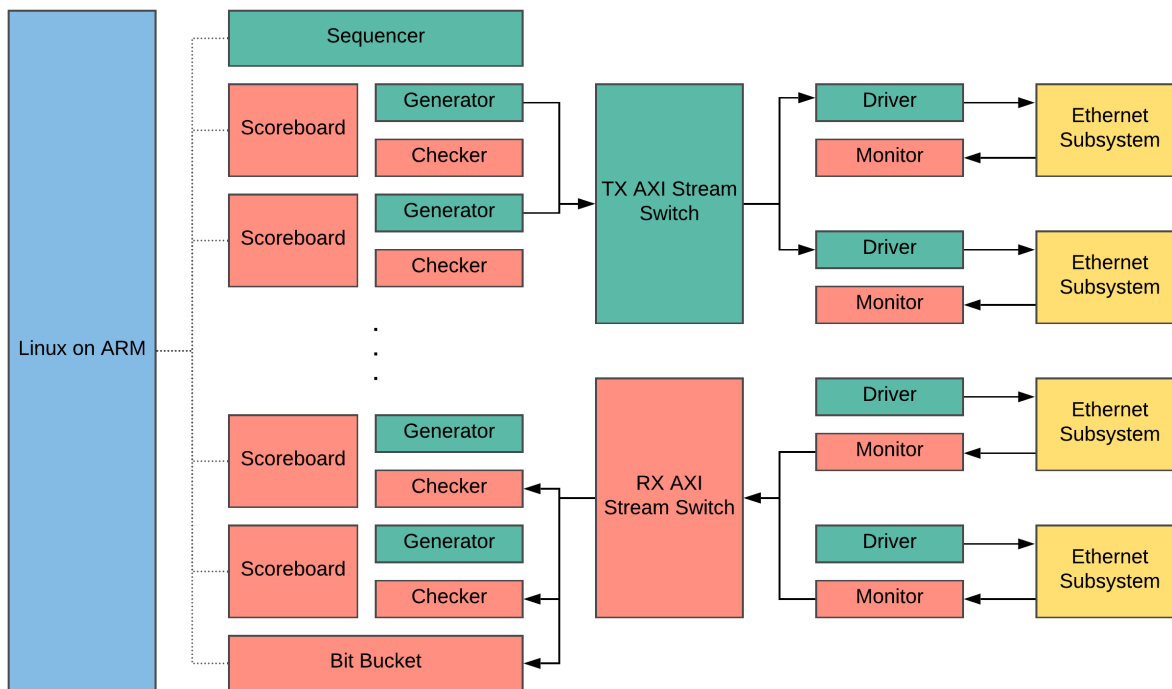 Linux on ARM
Sequencer
Scoreboard
Generator
Checker
Scoreboard
Generator
Checker
.
.
.
Scoreboard
Generator
Checker
Scoreboard
Generator
Checker
Bit Bucket
TX AXI Stream
Switch
RX AXI
Stream Switch
Driver
Monitor
Ethernet
Subsystem
Driver
Monitor
Ethernet
Subsystem
Driver
Monitor
Ethernet
Subsystem
Driver
Monitor
Ethernet
Subsystem